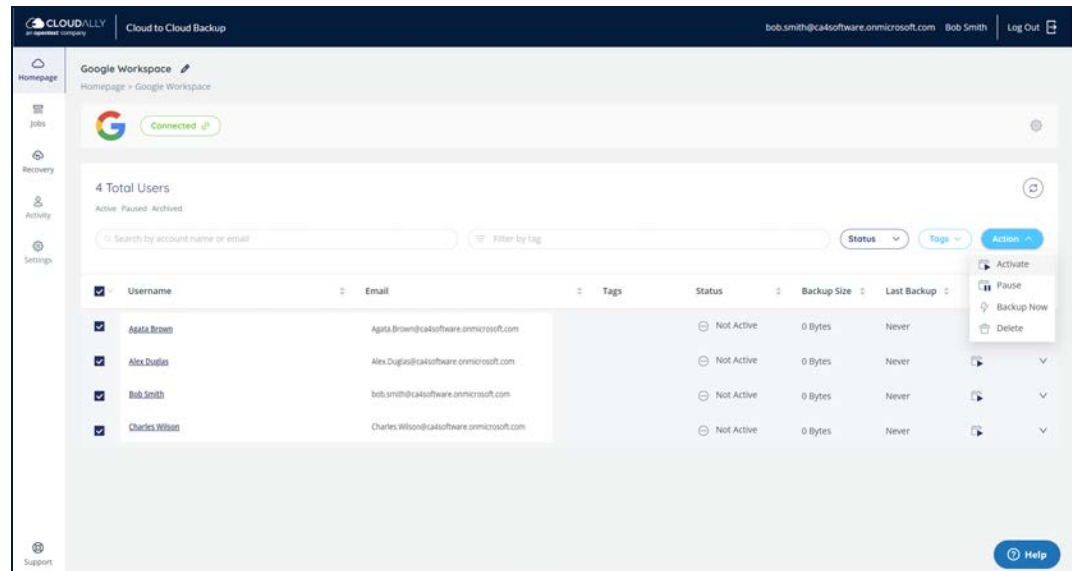 CLOUDALLY
an opentext company
Cloud to Cloud Backup
bob.smith@ca4software.onmicrosoft.com Bob Smith Log Out
Homepage
Jobs
Recovery
Activity
Settings
Support
Google Workspace
Homepage > Google Workspace
Connected
4 Total Users
Active Paused Archived
Search by account name or email
Filter by tag
Status
Tags
Action
Activate
Pause
Backup Now
Delete
Username Email Tags Status Backup Size Last Backup
Agata Brown Agata.Brown@ca4software.onmicrosoft.com Not Active 0 Bytes Never
Alex Duglas Alex.Duglas@ca4software.onmicrosoft.com Not Active 0 Bytes Never
Bob Smith bob.smith@ca4software.onmicrosoft.com Not Active 0 Bytes Never
Charles Wilson Charles.Wilson@ca4software.onmicrosoft.com Not Active 0 Bytes Never
Help